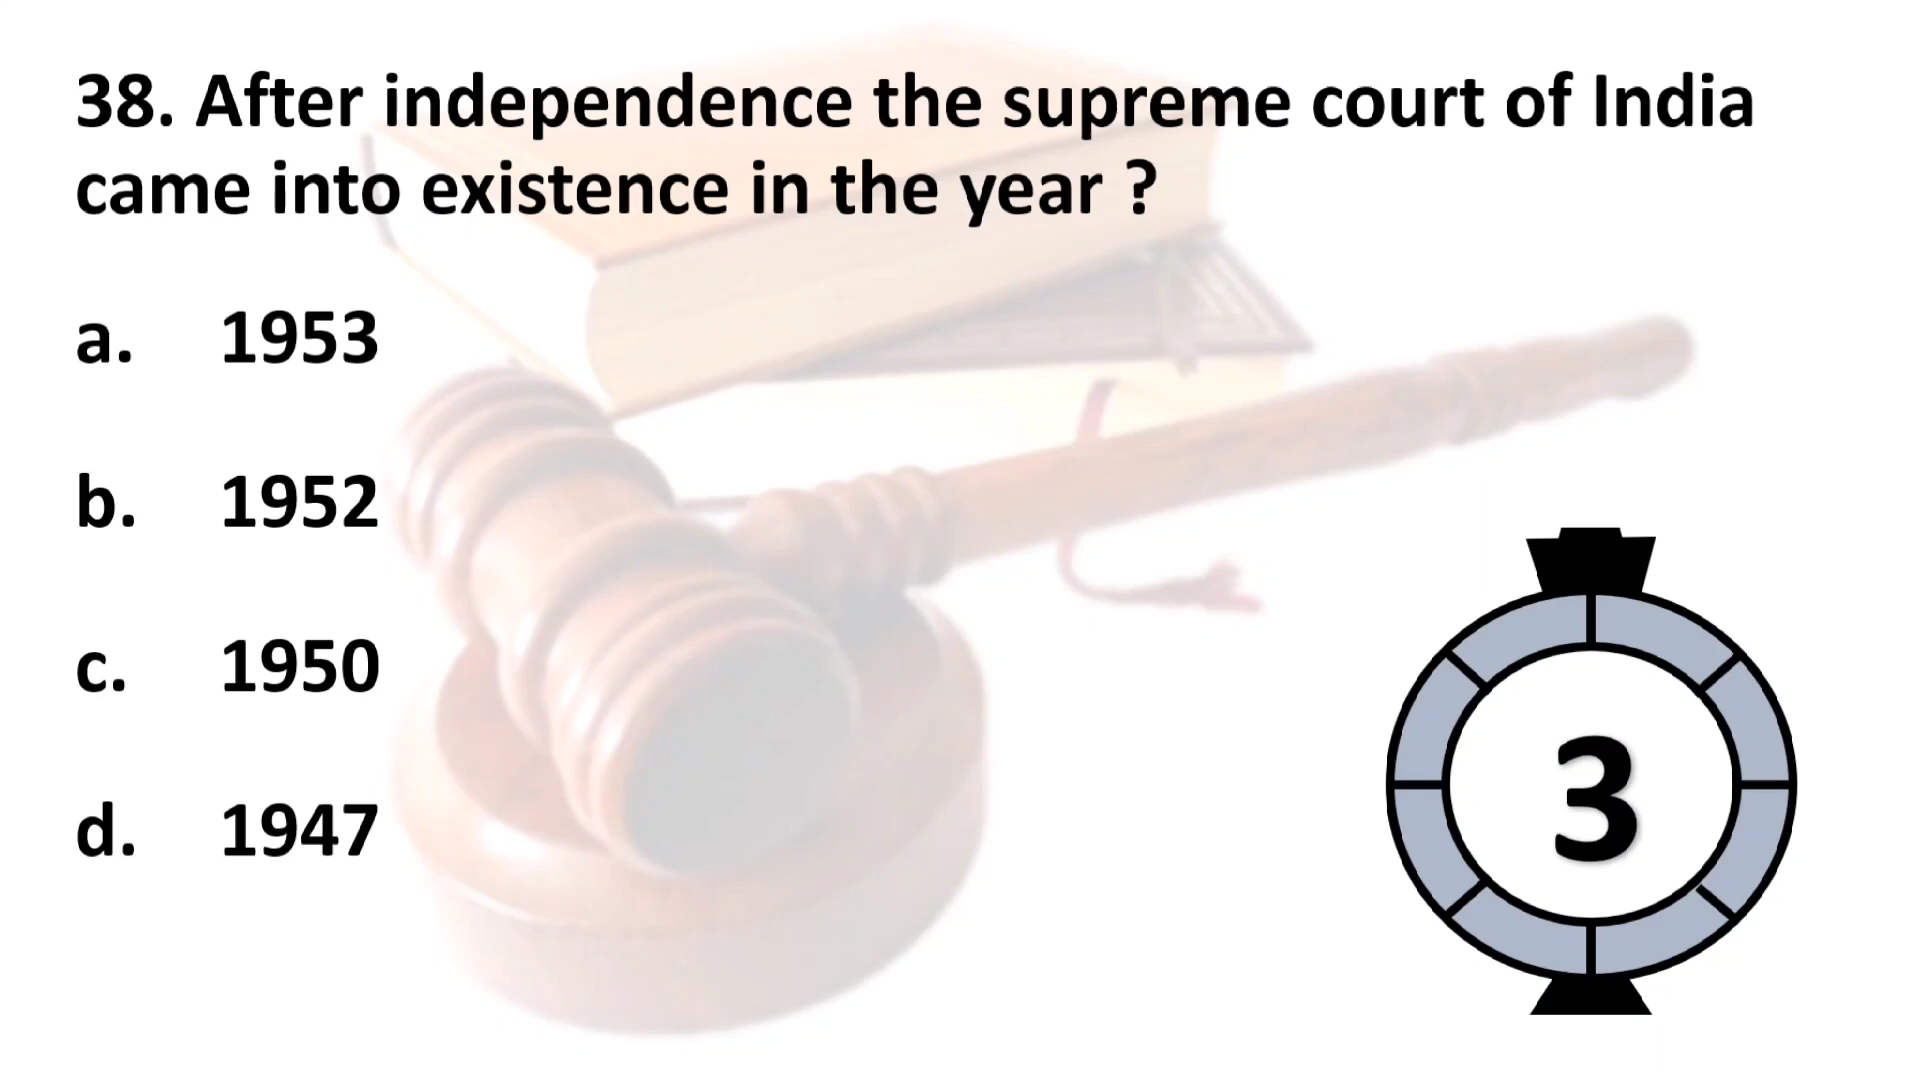 38. After independence the supreme court of India
came into existence in the year ?
a. 1953
b. 1952
c. 1950
d. 1947
3